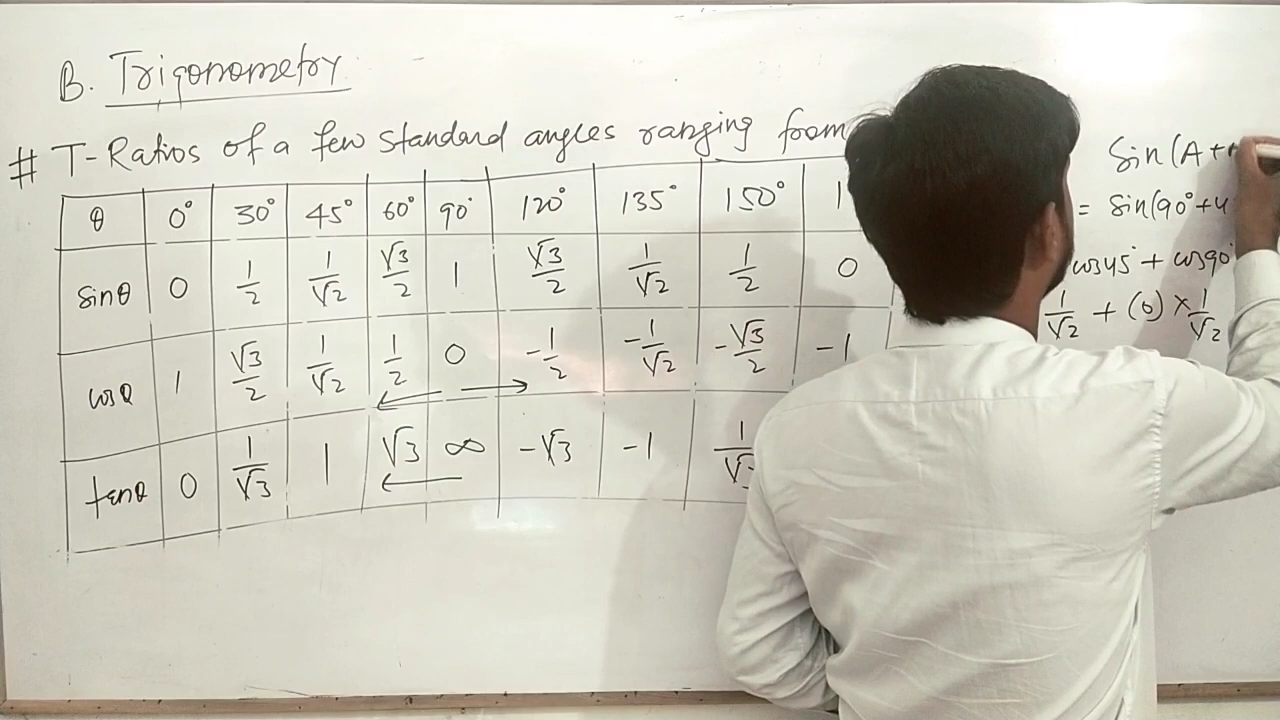 B. Trigonometry
# T-Ratios of a few standard angles ranging from
θ 0° 30° 45° 60° 90° 120° 135° 150° 1
sinθ 0 1/2 1/√2 √3/2 1 √3/2 1/√2 1/2 0
cosθ 1 √3/2 1/√2 1/2 0 -1/2 -1/√2 -√3/2 -1
tanθ 0 1/√3 1 √3 ∞ -√3 -1 1/√3
← →
←
Sin(A+
= Sin(90°+4
cos45° + cos90°
1/√2 + (0) × 1/√2